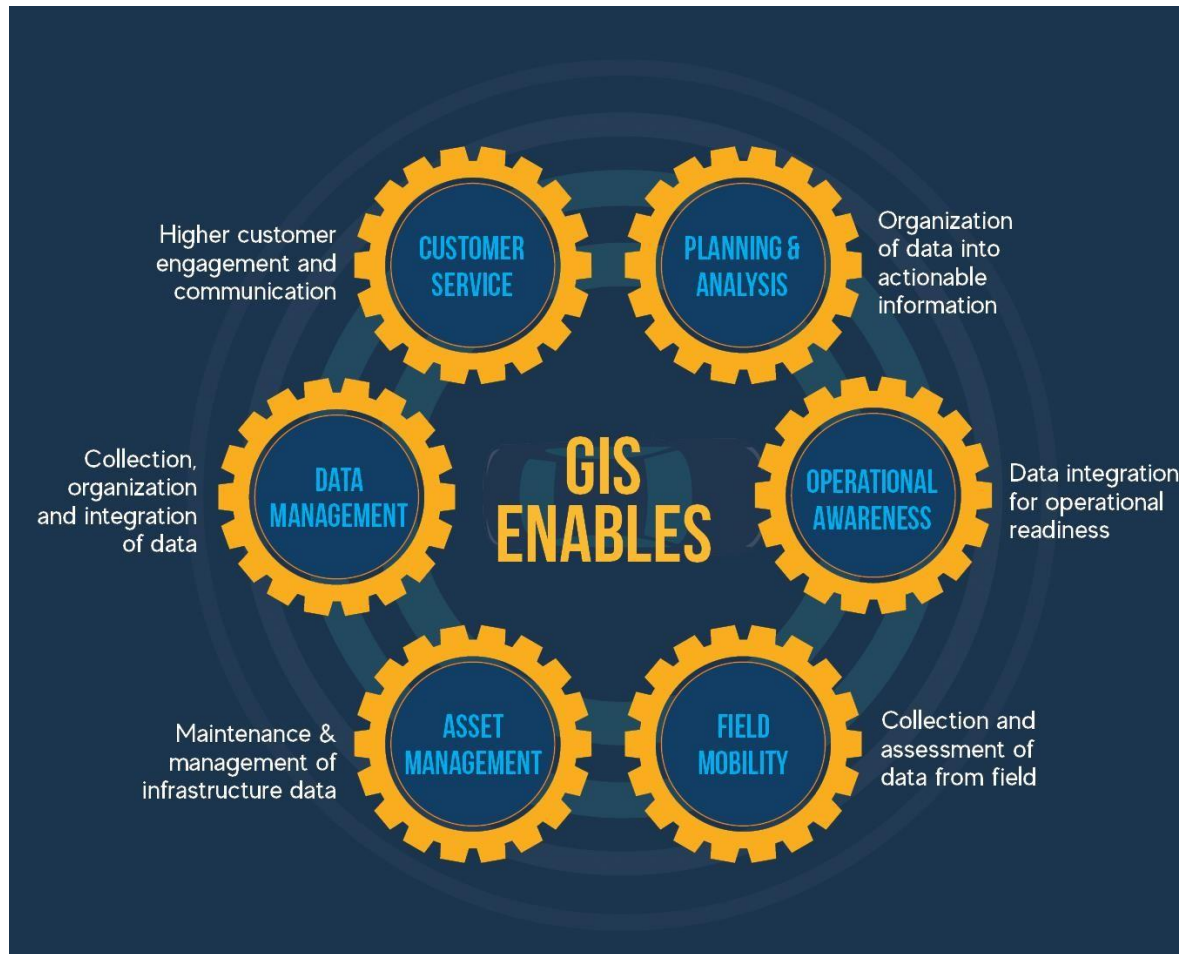 Higher customer
engagement and
communication
CUSTOMER
SERVICE
PLANNING &
ANALYSIS
Organization
of data into
actionable
information
Collection,
organization
and integration
of data
DATA
MANAGEMENT
GIS
ENABLES
OPERATIONAL
AWARENESS
Data integration
for operational
readiness
Maintenance &
management of
infrastructure data
ASSET
MANAGEMENT
FIELD
MOBILITY
Collection and
assessment of
data from field